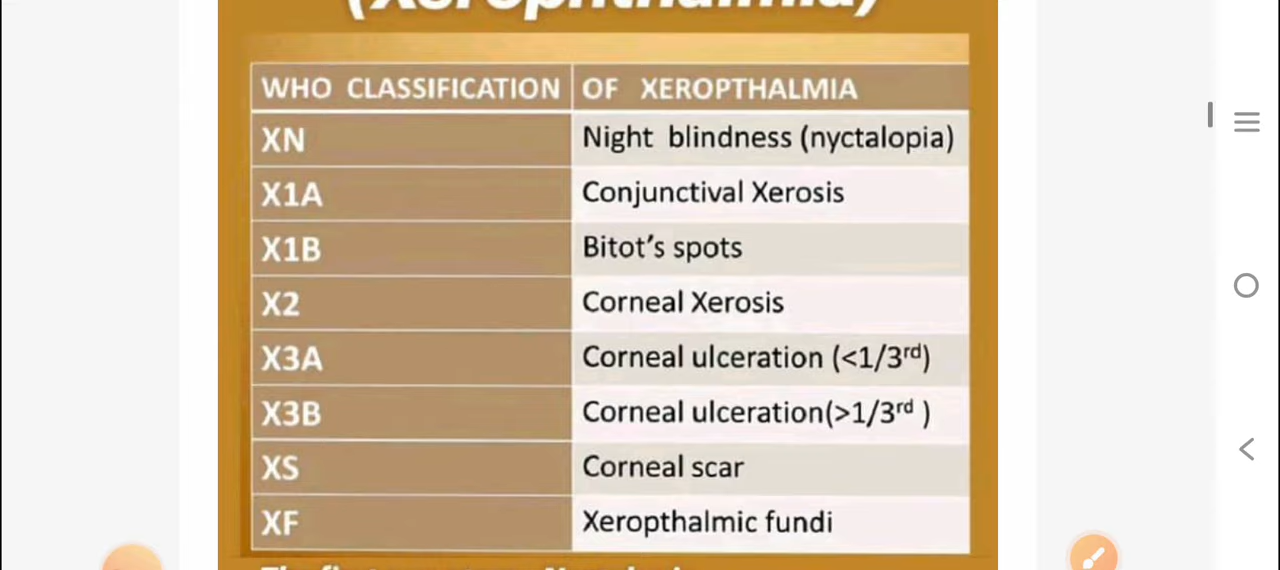 (Xerophthalmia)
WHO CLASSIFICATION OF XEROPTHALMIA
XN Night blindness (nyctalopia)
X1A Conjunctival Xerosis
X1B Bitot's spots
X2 Corneal Xerosis
X3A Corneal ulceration (<1/3rd)
X3B Corneal ulceration(>1/3rd )
XS Corneal scar
XF Xeropthalmic fundi